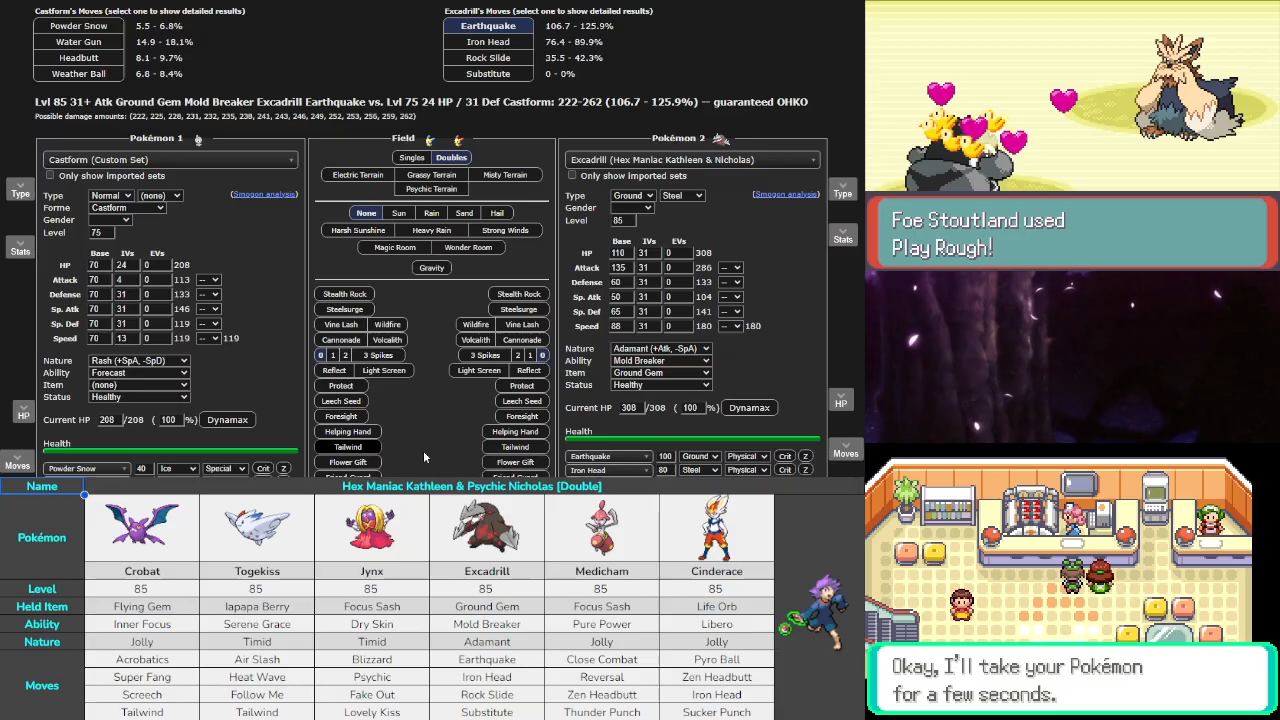 Castform's Moves (select one to show detailed results)
Powder Snow 5.5 - 6.8%
Water Gun 14.9 - 18.1%
Headbutt 8.1 - 9.7%
Weather Ball 6.8 - 8.4%
Excadrill's Moves (select one to show detailed results)
Earthquake 106.7 - 125.9%
Iron Head 76.4 - 89.9%
Rock Slide 35.5 - 42.3%
Substitute 0 - 0%
Lvl 85 31+ Atk Ground Gem Mold Breaker Excadrill Earthquake vs. Lvl 75 24 HP / 31 Def Castform: 222-262 (106.7 - 125.9%) -- guaranteed OHKO
Possible damage amounts: (222, 225, 228, 231, 232, 235, 238, 241, 243, 246, 249, 252, 253, 256, 259, 262)
Pokémon 1
Castform (Custom Set)
Only show imported sets
Type Normal (none) (Smogon analysis)
Forme Castform
Gender
Level 75
Base IVs EVs
HP 70 24 0 208
Attack 70 4 0 113 --
Defense 70 31 0 133 --
Sp. Atk 70 31 0 146 --
Sp. Def 70 31 0 119 --
Speed 70 13 0 119 -- 119
Nature Rash (+SpA, -SpD)
Ability Forecast
Item (none)
Status Healthy
Current HP 208 /208 ( 100 %) Dynamax
Health
Powder Snow 40 Ice Special Crit Z
Type
Stats
HP
Moves
Field
Singles Doubles
Electric Terrain Grassy Terrain Misty Terrain
Psychic Terrain
None Sun Rain Sand Hail
Harsh Sunshine Heavy Rain Strong Winds
Magic Room Wonder Room
Gravity
Stealth Rock Stealth Rock
Steelsurge Steelsurge
Vine Lash Wildfire Wildfire Vine Lash
Cannonade Volcalith Volcalith Cannonade
0 1 2 3 Spikes 3 Spikes 2 1 0
Reflect Light Screen Light Screen Reflect
Protect Protect
Leech Seed Leech Seed
Foresight Foresight
Helping Hand Helping Hand
Tailwind Tailwind
Flower Gift Flower Gift
Pokémon 2
Excadrill (Hex Maniac Kathleen & Nicholas)
Only show imported sets
Type Ground Steel (Smogon analysis)
Gender
Level 85
Base IVs EVs
HP 110 31 0 308
Attack 135 31 0 286 --
Defense 60 31 0 133 --
Sp. Atk 50 31 0 104 --
Sp. Def 65 31 0 141 --
Speed 88 31 0 180 -- 180
Nature Adamant (+Atk, -SpA)
Ability Mold Breaker
Item Ground Gem
Status Healthy
Current HP 308 /308 ( 100 %) Dynamax
Health
Earthquake 100 Ground Physical Crit Z
Iron Head 80 Steel Physical Crit Z
Type
Stats
HP
Moves
Name Hex Maniac Kathleen & Psychic Nicholas [Double]
Pokémon Crobat Togekiss Jynx Excadrill Medicham Cinderace
Level 85 85 85 85 85 85
Held Item Flying Gem Iapapa Berry Focus Sash Ground Gem Focus Sash Life Orb
Ability Inner Focus Serene Grace Dry Skin Mold Breaker Pure Power Libero
Nature Jolly Timid Timid Adamant Jolly Jolly
Moves Acrobatics Air Slash Blizzard Earthquake Close Combat Pyro Ball
Super Fang Heat Wave Psychic Iron Head Reversal Zen Headbutt
Screech Follow Me Fake Out Rock Slide Zen Headbutt Iron Head
Tailwind Tailwind Lovely Kiss Substitute Thunder Punch Sucker Punch
Foe Stoutland used
Play Rough!
Okay, I'll take your Pokémon
for a few seconds.